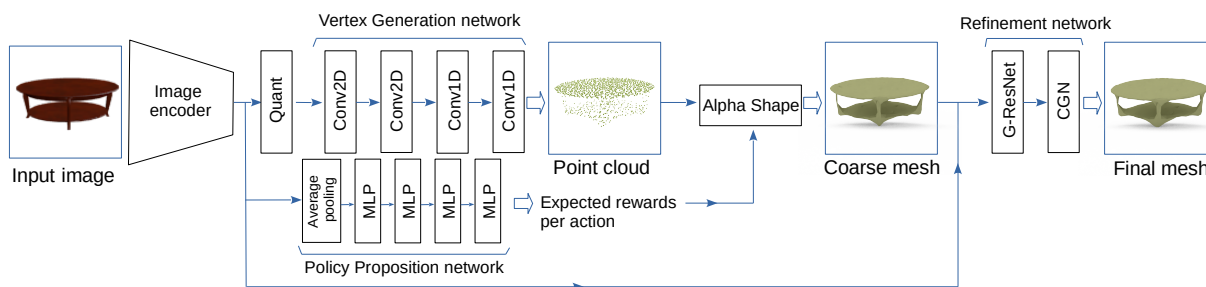 Vertex Generation network
Refinement network
Image
encoder
Quant
Conv2D
Conv2D
Conv1D
Conv1D
Alpha Shape
G-ResNet
CGN
Input image
Point cloud
Coarse mesh
Final mesh
Average
pooling
MLP
MLP
MLP
MLP
Expected rewards
per action
Policy Proposition network